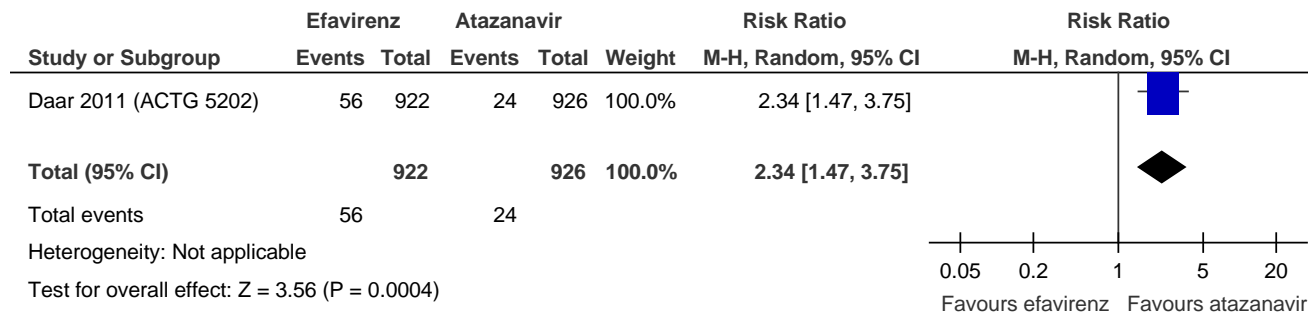 Efavirenz Atazanavir Risk Ratio Risk Ratio
Study or Subgroup Events Total Events Total Weight M-H, Random, 95% CI M-H, Random, 95% CI
Daar 2011 (ACTG 5202) 56 922 24 926 100.0% 2.34 [1.47, 3.75]
Total (95% CI) 922 926 100.0% 2.34 [1.47, 3.75]
Total events 56 24
Heterogeneity: Not applicable
Test for overall effect: Z = 3.56 (P = 0.0004)
0.05 0.2 1 5 20
Favours efavirenz Favours atazanavir